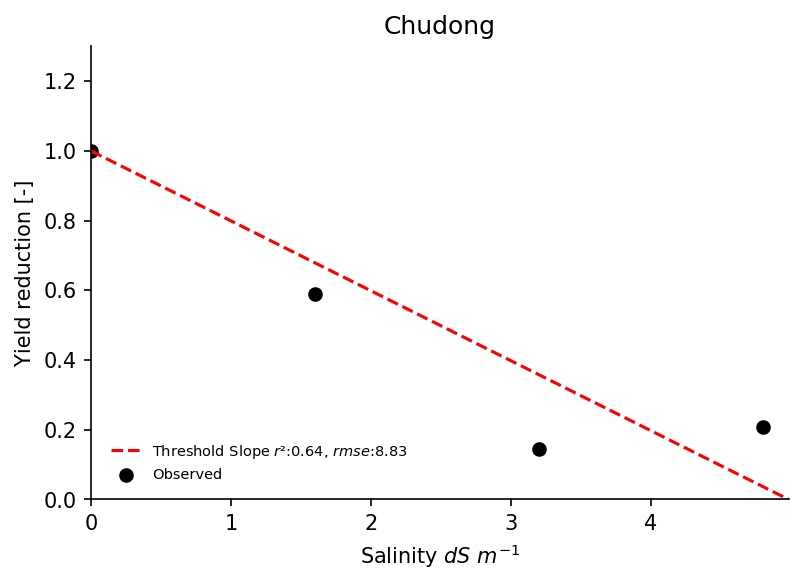 Chudong
Yield reduction [-]
1.2
1.0
0.8
0.6
0.4
0.2
0.0
Threshold Slope r²:0.64, rmse:8.83
Observed
0 1 2 3 4
Salinity dS m⁻¹